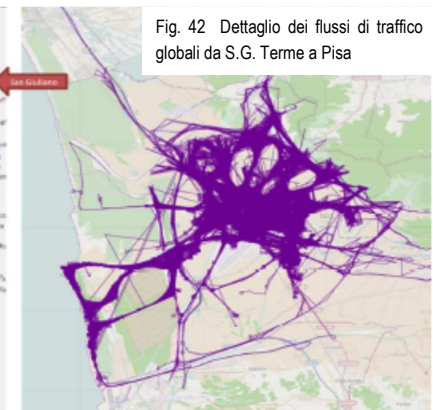 Fig. 42 Dettaglio dei flussi di traffico
globali da S.G. Terme a Pisa
San Giuliano